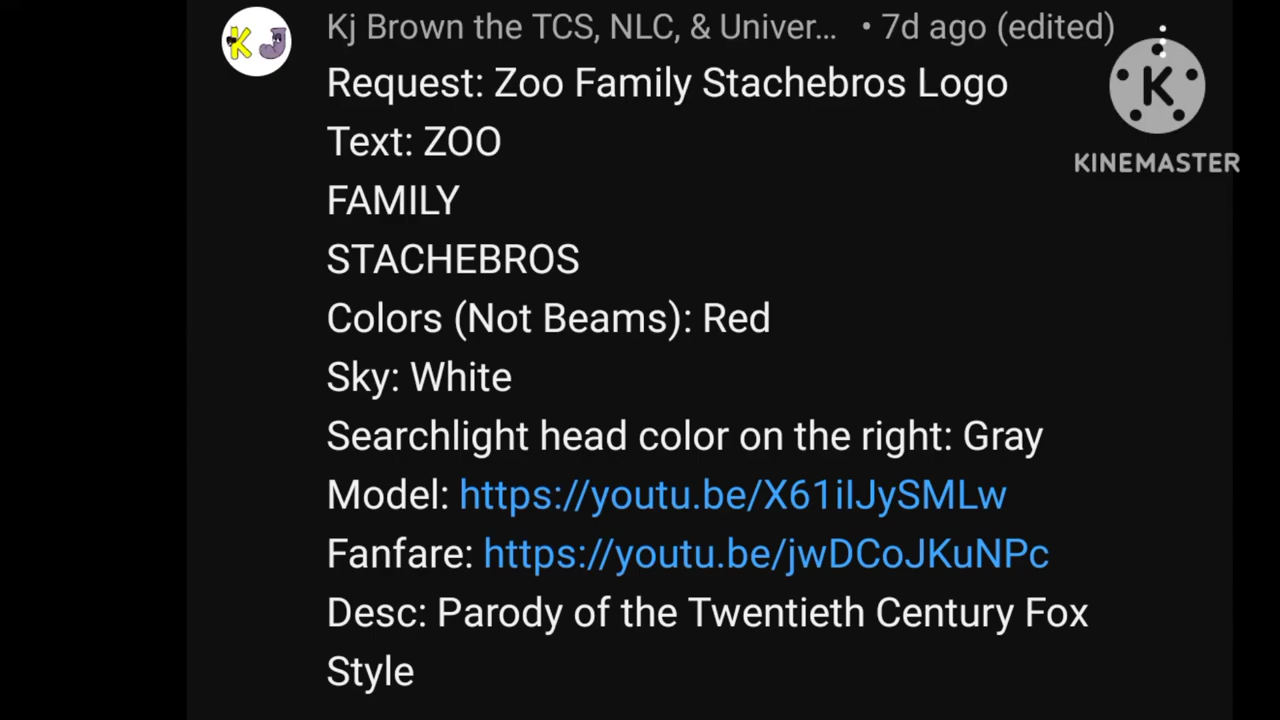 Kj Brown the TCS, NLC, & Univer... • 7d ago (edited)
Request: Zoo Family Stachebros Logo
Text: ZOO
FAMILY
STACHEBROS
Colors (Not Beams): Red
Sky: White
Searchlight head color on the right: Gray
Model: https://youtu.be/X61iIJySMLw
Fanfare: https://youtu.be/jwDCoJKuNPc
Desc: Parody of the Twentieth Century Fox
Style
K J
K
KINEMASTER